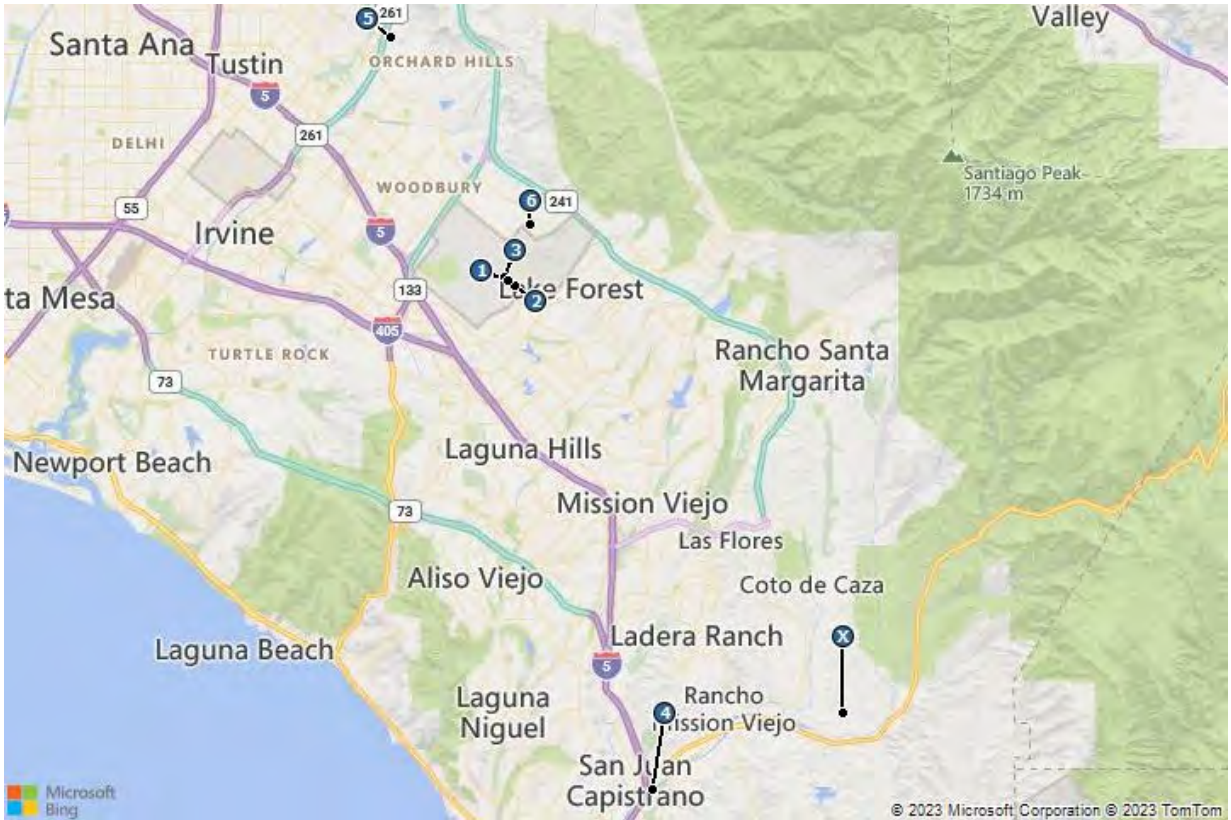 5
261
Valley
Santa Ana
Tustin
ORCHARD HILLS
5
261
DELHI
Santiago Peak
1734 m
WOODBURY
55
6
241
Irvine
5
3
1
Lake Forest
133
2
ta Mesa
405
TURTLE ROCK
Rancho Santa
Margarita
73
Laguna Hills
Newport Beach
Mission Viejo
73
Las Flores
Aliso Viejo
Coto de Caza
Ladera Ranch
X
Laguna Beach
5
Laguna
Niguel
Rancho
Mission Viejo
4
San Juan
Capistrano
Microsoft
Bing
© 2023 Microsoft Corporation © 2023 TomTom